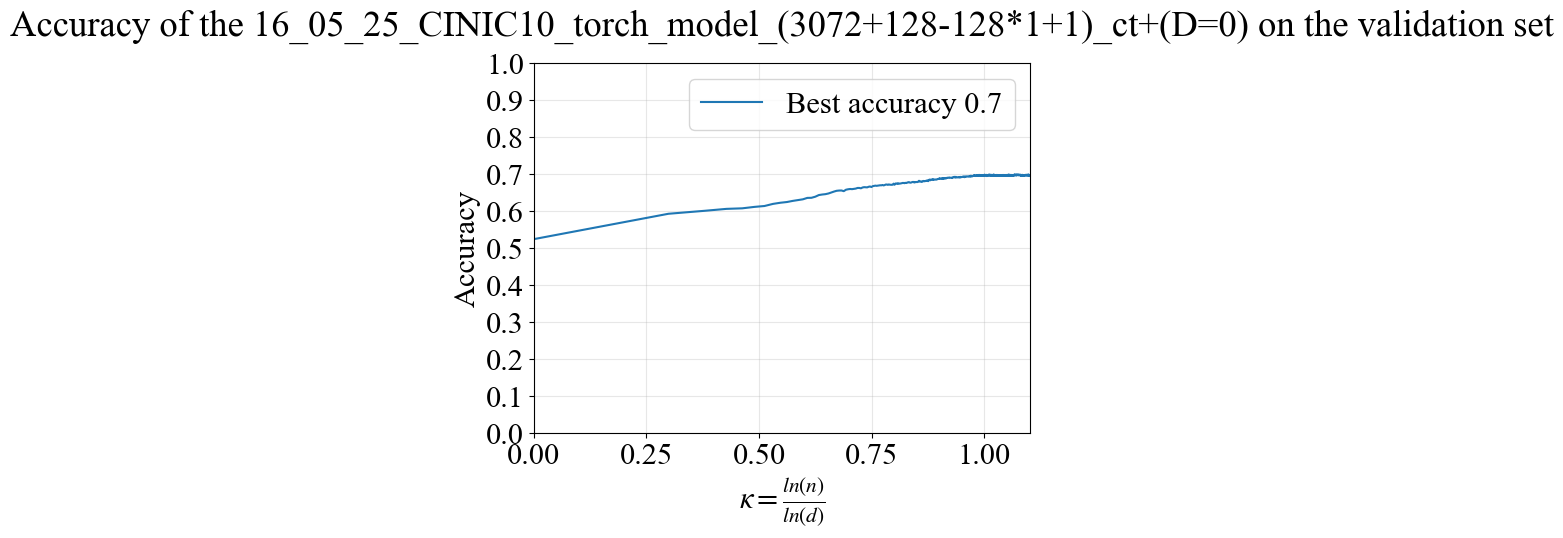 Accuracy of the 16_05_25_CINIC10_torch_model_(3072+128-128*1+1)_ct+(D=0) on the validation set
1.0
Best accuracy 0.7
0.9
0.8
0.7
0.6
0.5
0.4
0.3
0.2
0.1
0.0
Accuracy
0.00 0.25 0.50 0.75 1.00
κ = ln(n) / ln(d)